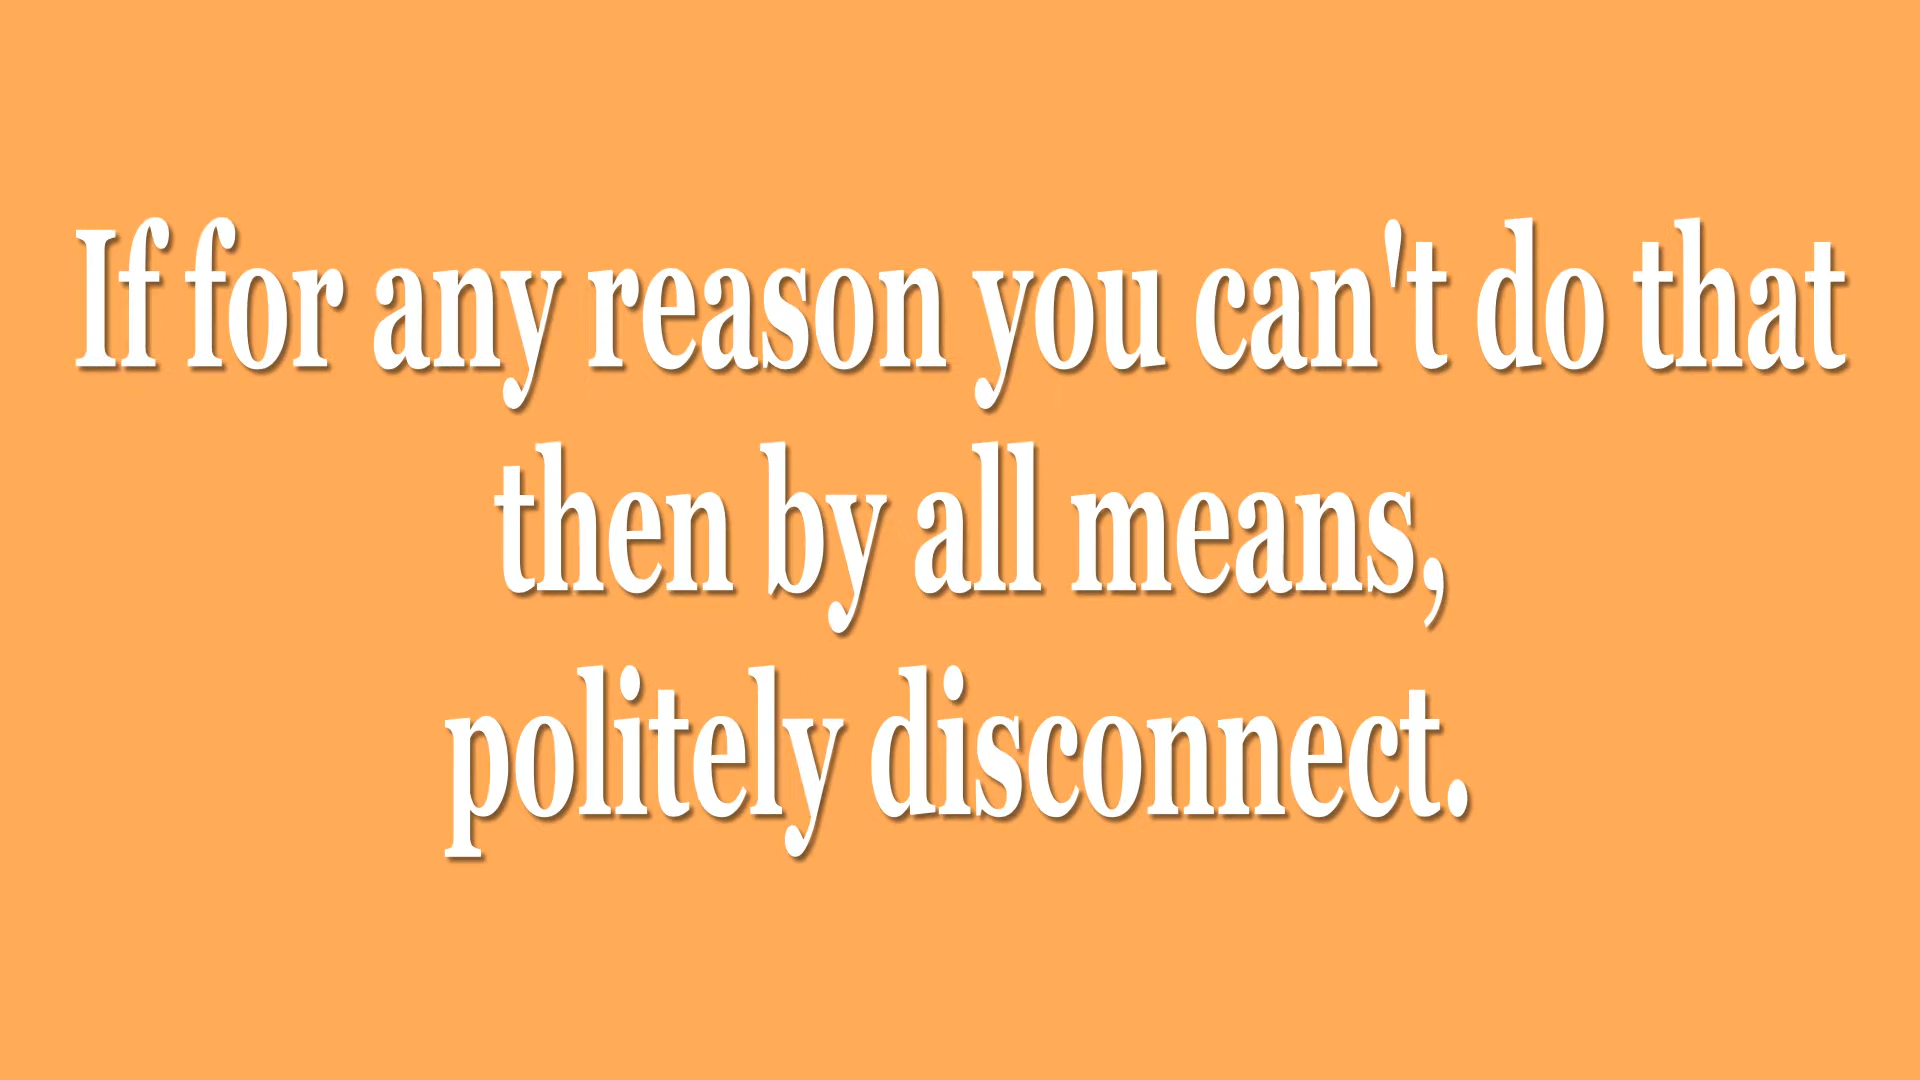 If for any reason you can't do that
then by all means,
politely disconnect.